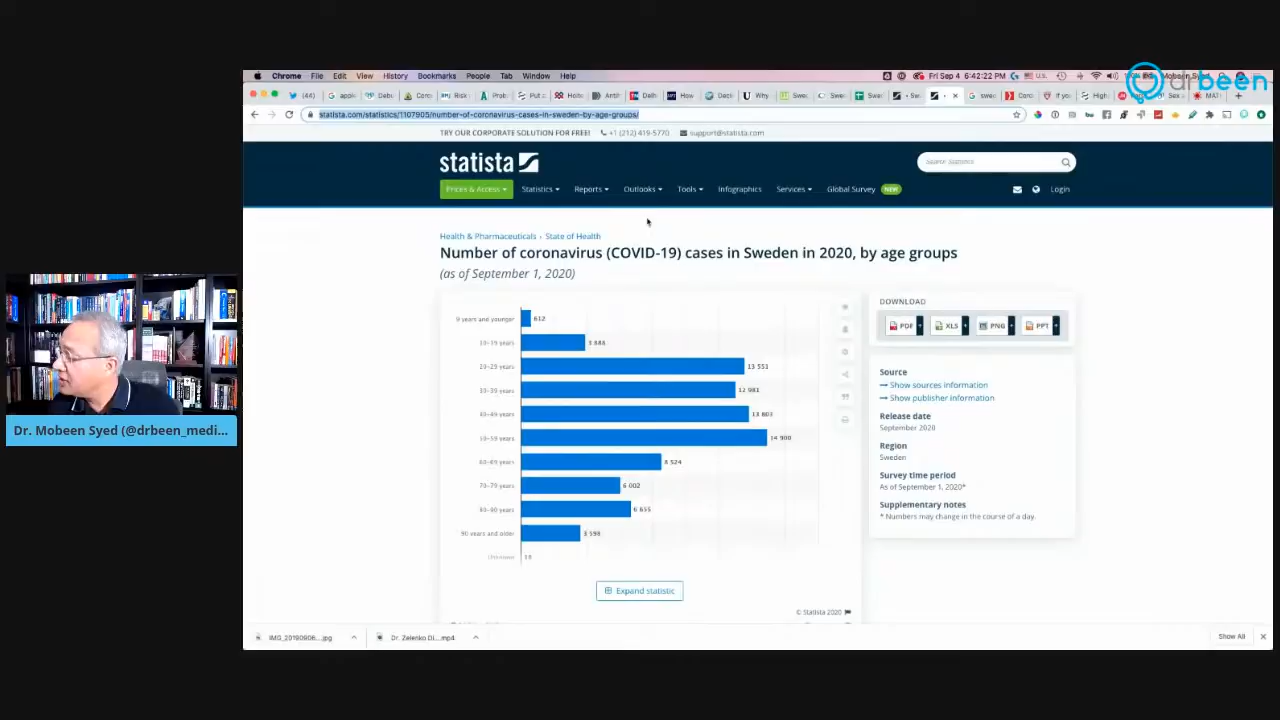 drbeen
Chrome File Edit View History Bookmarks People Tab Window Help
Fri Sep 4 6:42:22 PM
statista.com/statistics/1107905/number-of-coronavirus-cases-in-sweden-by-age-groups/
TRY OUR CORPORATE SOLUTION FOR FREE! +1 (212) 419-5770 support@statista.com
statista
Search Statistics
Prices & Access Statistics Reports Outlooks Tools Infographics Services Global Survey NEW Login
Health & Pharmaceuticals › State of Health
Number of coronavirus (COVID-19) cases in Sweden in 2020, by age groups
(as of September 1, 2020)
DOWNLOAD
PDF XLS PNG PPT
9 years and younger 612
10-19 years
20-29 years
30-39 years 12 981
40-49 years
50-59 years 14 900
60-69 years 8 524
70-79 years 6 002
80-90 years 6 655
90 years and older 3 598
Source
Show sources information
Show publisher information
Release date
September 2020
Region
Sweden
Survey time period
As of September 1, 2020*
Supplementary notes
* Numbers may change in the course of a day.
Expand statistic
© Statista 2020
Dr. Mobeen Syed (@drbeen_medi...
IMG_20190906....jpg Dr. Zelenko Di....mp4 Show All